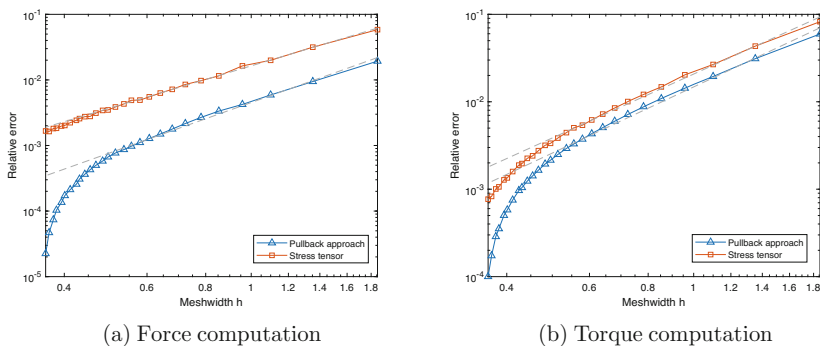 10^-1
10^-2
10^-3
10^-4
10^-5
Relative error
0.4 0.6 0.8 1 1.2 1.4 1.6 1.8
Meshwidth h
Pullback approach
Stress tensor
(a) Force computation
10^-1
10^-2
10^-3
10^-4
Relative error
0.4 0.6 0.8 1 1.2 1.4 1.6 1.8
Meshwidth h
Pullback approach
Stress tensor
(b) Torque computation